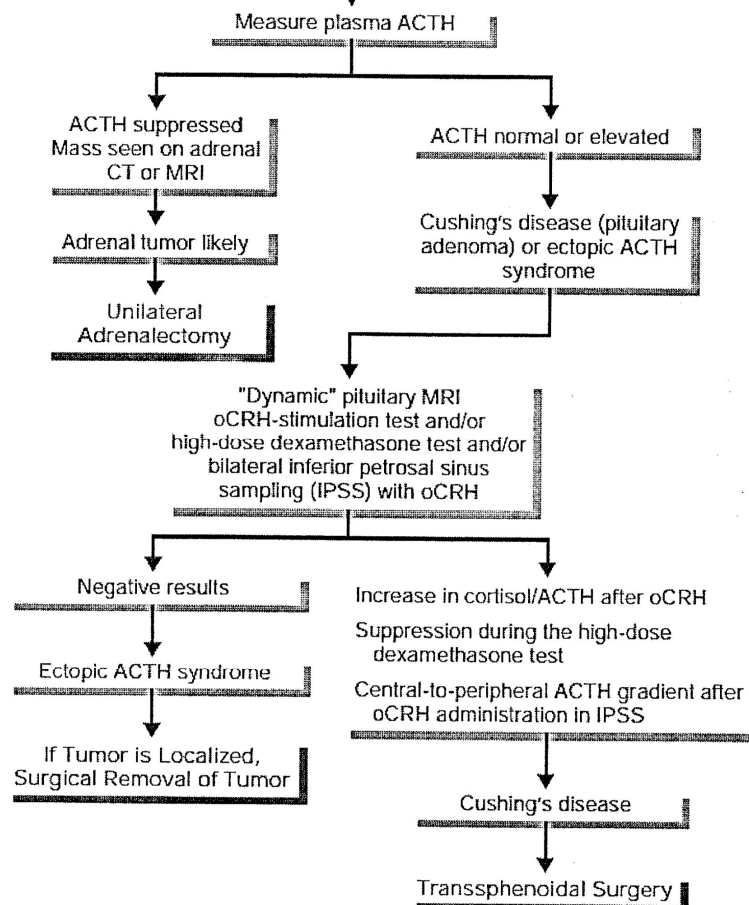 Measure plasma ACTH
ACTH suppressed
Mass seen on adrenal
CT or MRI
ACTH normal or elevated
Adrenal tumor likely
Cushing's disease (pituitary
adenoma) or ectopic ACTH
syndrome
Unilateral
Adrenalectomy
"Dynamic" pituitary MRI
oCRH-stimulation test and/or
high-dose dexamethasone test and/or
bilateral inferior petrosal sinus
sampling (IPSS) with oCRH
Negative results
Ectopic ACTH syndrome
If Tumor is Localized,
Surgical Removal of Tumor
Increase in cortisol/ACTH after oCRH
Suppression during the high-dose
dexamethasone test
Central-to-peripheral ACTH gradient after
oCRH administration in IPSS
Cushing's disease
Transsphenoidal Surgery